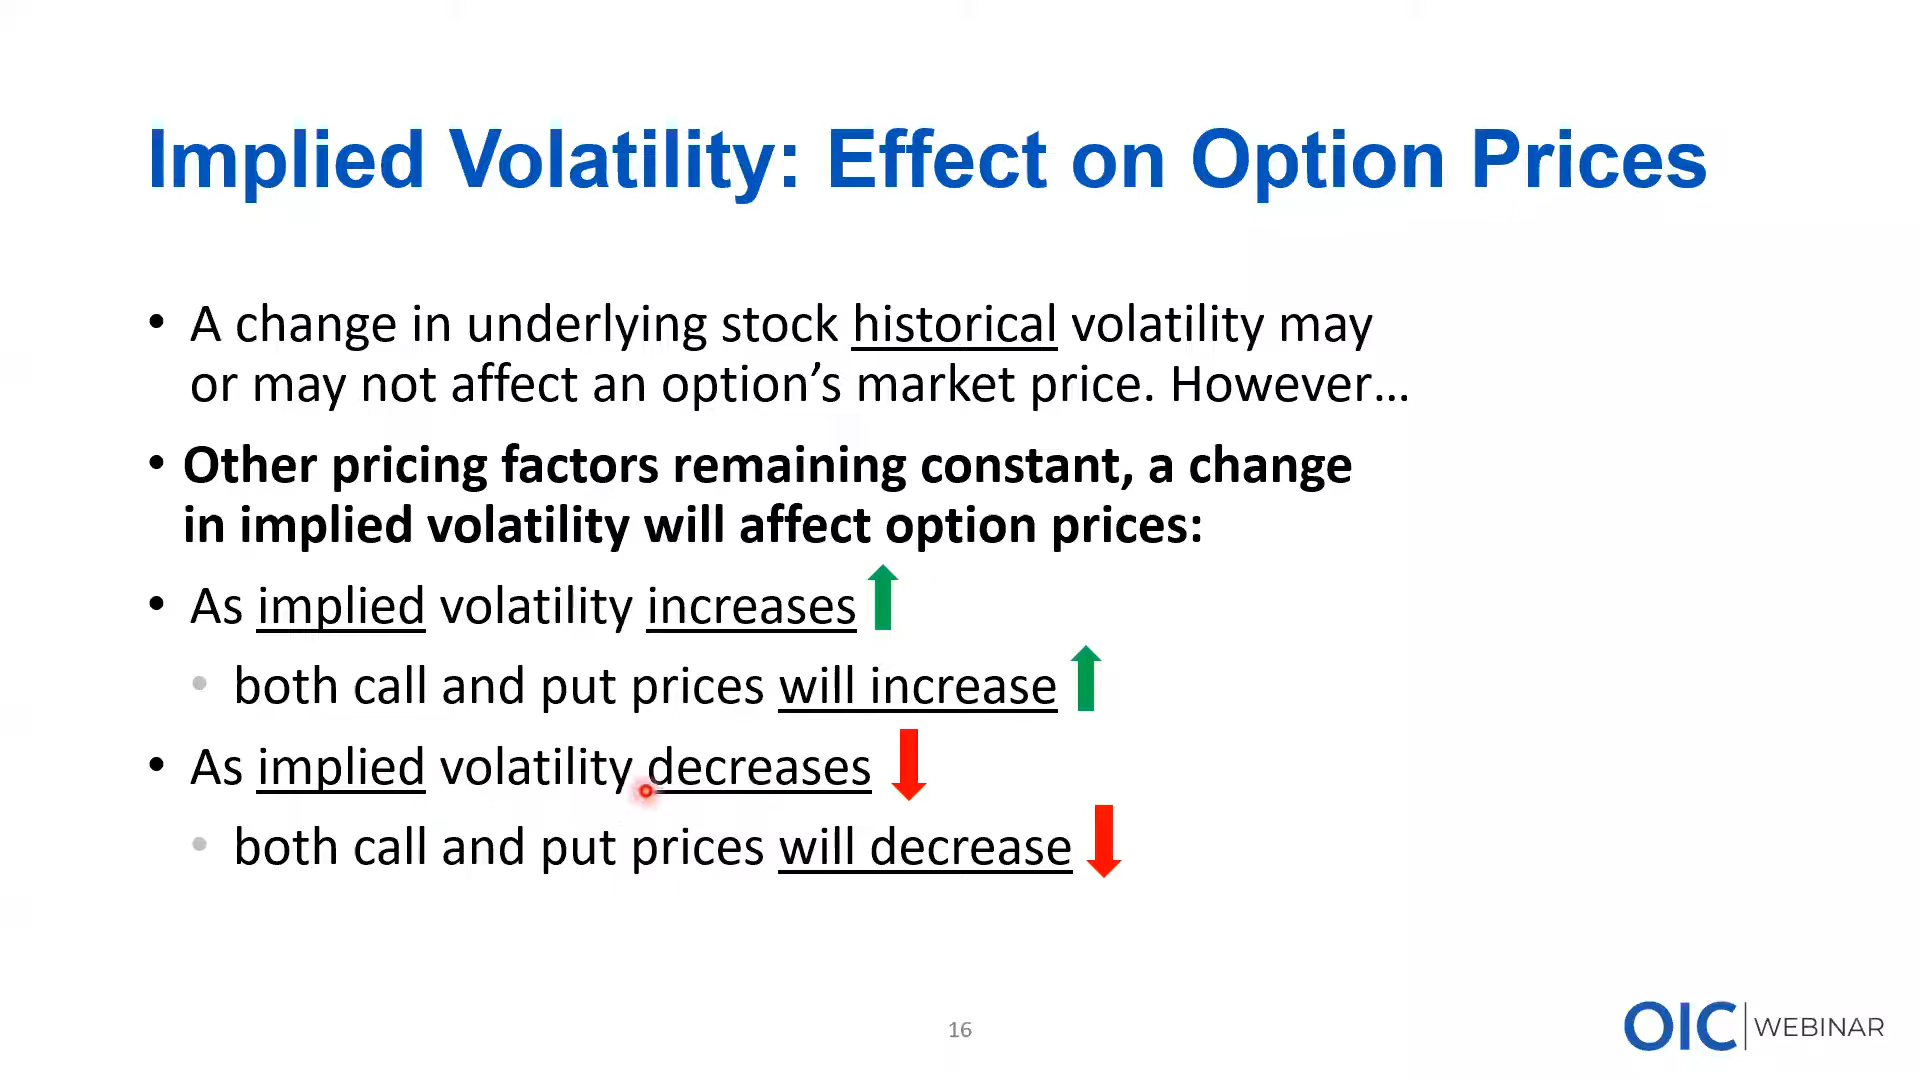 Implied Volatility: Effect on Option Prices
• A change in underlying stock historical volatility may
or may not affect an option’s market price. However…
• Other pricing factors remaining constant, a change
in implied volatility will affect option prices:
• As implied volatility increases
• both call and put prices will increase
• As implied volatility decreases
• both call and put prices will decrease
16
OIC WEBINAR